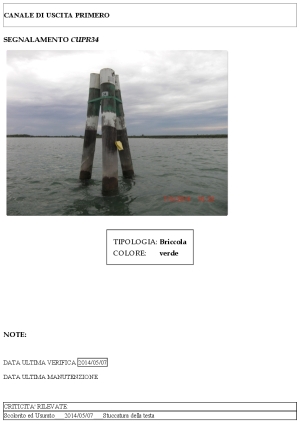 CANALE DI USCITA PRIMERO
SEGNALAMENTO CUPR34
TIPOLOGIA: Briccola
COLORE: verde
NOTE:
DATA ULTIMA VERIFICA 2014/05/07
DATA ULTIMA MANUTENZIONE
CRITICITA' RILEVATE
Scolorito ed Usurato 2014/05/07 Stuccatura della testa